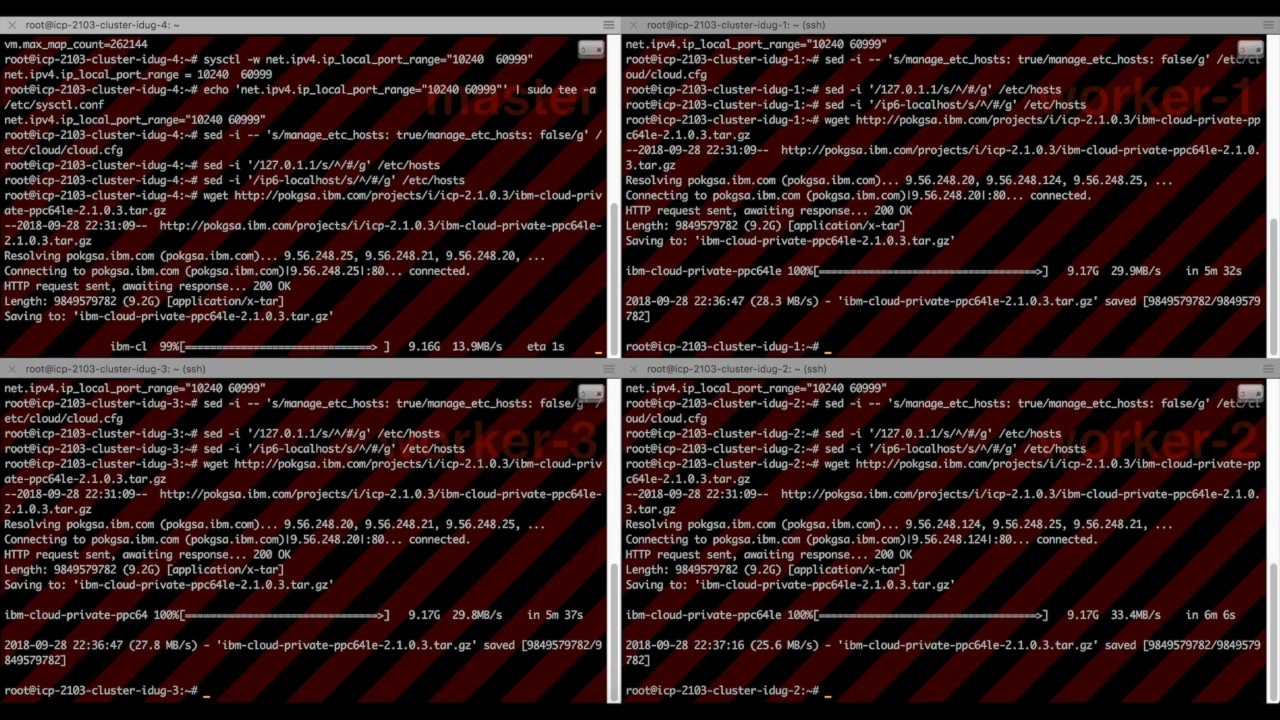 root@icp-2103-cluster-idug-4: ~
vm.max_map_count=262144
root@icp-2103-cluster-idug-4:~# sysctl -w net.ipv4.ip_local_port_range="10240  60999"
net.ipv4.ip_local_port_range = 10240  60999
root@icp-2103-cluster-idug-4:~# echo 'net.ipv4.ip_local_port_range="10240 60999"' | sudo tee -a
/etc/sysctl.conf
net.ipv4.ip_local_port_range="10240 60999"
root@icp-2103-cluster-idug-4:~# sed -i -- 's/manage_etc_hosts: true/manage_etc_hosts: false/g' /
etc/cloud/cloud.cfg
root@icp-2103-cluster-idug-4:~# sed -i '/127.0.1.1/s/^/#/g' /etc/hosts
root@icp-2103-cluster-idug-4:~# sed -i '/ip6-localhost/s/^/#/g' /etc/hosts
root@icp-2103-cluster-idug-4:~# wget http://pokgsa.ibm.com/projects/i/icp-2.1.0.3/ibm-cloud-priv
ate-ppc64le-2.1.0.3.tar.gz
--2018-09-28 22:31:09--  http://pokgsa.ibm.com/projects/i/icp-2.1.0.3/ibm-cloud-private-ppc64le-
2.1.0.3.tar.gz
Resolving pokgsa.ibm.com (pokgsa.ibm.com)... 9.56.248.25, 9.56.248.21, 9.56.248.20, ...
Connecting to pokgsa.ibm.com (pokgsa.ibm.com)|9.56.248.25|:80... connected.
HTTP request sent, awaiting response... 200 OK
Length: 9849579782 (9.2G) [application/x-tar]
Saving to: 'ibm-cloud-private-ppc64le-2.1.0.3.tar.gz'
ibm-cl  99%[=============================> ]   9.16G  13.9MB/s    eta 1s
master
root@icp-2103-cluster-idug-1: ~ (ssh)
net.ipv4.ip_local_port_range="10240 60999"
root@icp-2103-cluster-idug-1:~# sed -i -- 's/manage_etc_hosts: true/manage_etc_hosts: false/g' /etc/cl
oud/cloud.cfg
root@icp-2103-cluster-idug-1:~# sed -i '/127.0.1.1/s/^/#/g' /etc/hosts
root@icp-2103-cluster-idug-1:~# sed -i '/ip6-localhost/s/^/#/g' /etc/hosts
root@icp-2103-cluster-idug-1:~# wget http://pokgsa.ibm.com/projects/i/icp-2.1.0.3/ibm-cloud-private-pp
c64le-2.1.0.3.tar.gz
--2018-09-28 22:31:09--  http://pokgsa.ibm.com/projects/i/icp-2.1.0.3/ibm-cloud-private-ppc64le-2.1.0.
3.tar.gz
Resolving pokgsa.ibm.com (pokgsa.ibm.com)... 9.56.248.20, 9.56.248.124, 9.56.248.25, ...
Connecting to pokgsa.ibm.com (pokgsa.ibm.com)|9.56.248.20|:80... connected.
HTTP request sent, awaiting response... 200 OK
Length: 9849579782 (9.2G) [application/x-tar]
Saving to: 'ibm-cloud-private-ppc64le-2.1.0.3.tar.gz'
ibm-cloud-private-ppc64le 100%[==================================>]   9.17G  29.9MB/s    in 5m 32s
2018-09-28 22:36:47 (28.3 MB/s) - 'ibm-cloud-private-ppc64le-2.1.0.3.tar.gz' saved [9849579782/9849579
782]
root@icp-2103-cluster-idug-1:~#
worker-1
root@icp-2103-cluster-idug-3: ~ (ssh)
net.ipv4.ip_local_port_range="10240 60999"
root@icp-2103-cluster-idug-3:~# sed -i -- 's/manage_etc_hosts: true/manage_etc_hosts: false/g' /
etc/cloud/cloud.cfg
root@icp-2103-cluster-idug-3:~# sed -i '/127.0.1.1/s/^/#/g' /etc/hosts
root@icp-2103-cluster-idug-3:~# sed -i '/ip6-localhost/s/^/#/g' /etc/hosts
root@icp-2103-cluster-idug-3:~# wget http://pokgsa.ibm.com/projects/i/icp-2.1.0.3/ibm-cloud-priv
ate-ppc64le-2.1.0.3.tar.gz
--2018-09-28 22:31:09--  http://pokgsa.ibm.com/projects/i/icp-2.1.0.3/ibm-cloud-private-ppc64le-
2.1.0.3.tar.gz
Resolving pokgsa.ibm.com (pokgsa.ibm.com)... 9.56.248.20, 9.56.248.21, 9.56.248.25, ...
Connecting to pokgsa.ibm.com (pokgsa.ibm.com)|9.56.248.20|:80... connected.
HTTP request sent, awaiting response... 200 OK
Length: 9849579782 (9.2G) [application/x-tar]
Saving to: 'ibm-cloud-private-ppc64le-2.1.0.3.tar.gz'
ibm-cloud-private-ppc64 100%[==============================>]   9.17G  29.8MB/s    in 5m 37s
2018-09-28 22:36:47 (27.8 MB/s) - 'ibm-cloud-private-ppc64le-2.1.0.3.tar.gz' saved [9849579782/9
849579782]
root@icp-2103-cluster-idug-3:~#
worker-3
root@icp-2103-cluster-idug-2: ~ (ssh)
net.ipv4.ip_local_port_range="10240 60999"
root@icp-2103-cluster-idug-2:~# sed -i -- 's/manage_etc_hosts: true/manage_etc_hosts: false/g' /etc/cl
oud/cloud.cfg
root@icp-2103-cluster-idug-2:~# sed -i '/127.0.1.1/s/^/#/g' /etc/hosts
root@icp-2103-cluster-idug-2:~# sed -i '/ip6-localhost/s/^/#/g' /etc/hosts
root@icp-2103-cluster-idug-2:~# wget http://pokgsa.ibm.com/projects/i/icp-2.1.0.3/ibm-cloud-private-pp
c64le-2.1.0.3.tar.gz
--2018-09-28 22:31:09--  http://pokgsa.ibm.com/projects/i/icp-2.1.0.3/ibm-cloud-private-ppc64le-2.1.0.
3.tar.gz
Resolving pokgsa.ibm.com (pokgsa.ibm.com)... 9.56.248.124, 9.56.248.25, 9.56.248.21, ...
Connecting to pokgsa.ibm.com (pokgsa.ibm.com)|9.56.248.124|:80... connected.
HTTP request sent, awaiting response... 200 OK
Length: 9849579782 (9.2G) [application/x-tar]
Saving to: 'ibm-cloud-private-ppc64le-2.1.0.3.tar.gz'
ibm-cloud-private-ppc64le 100%[==================================>]   9.17G  33.4MB/s    in 6m 6s
2018-09-28 22:37:16 (25.6 MB/s) - 'ibm-cloud-private-ppc64le-2.1.0.3.tar.gz' saved [9849579782/9849579
782]
root@icp-2103-cluster-idug-2:~#
worker-2